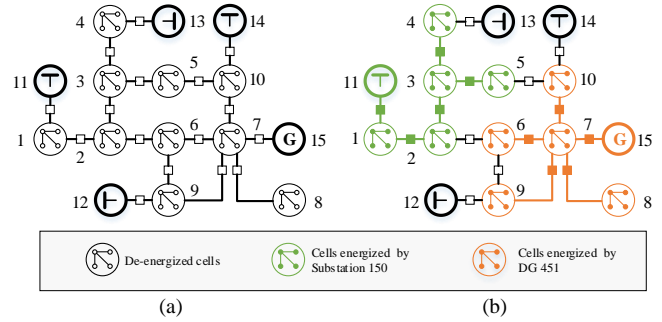 4 13 14 4 13 14
5 5
11 3 10 11 3 10
6 7 6 7
1 G 15 1 G 15
2 2
12 9 8 12 9 8
De-energized cells Cells energized by Substation 150 Cells energized by DG 451
(a) (b)